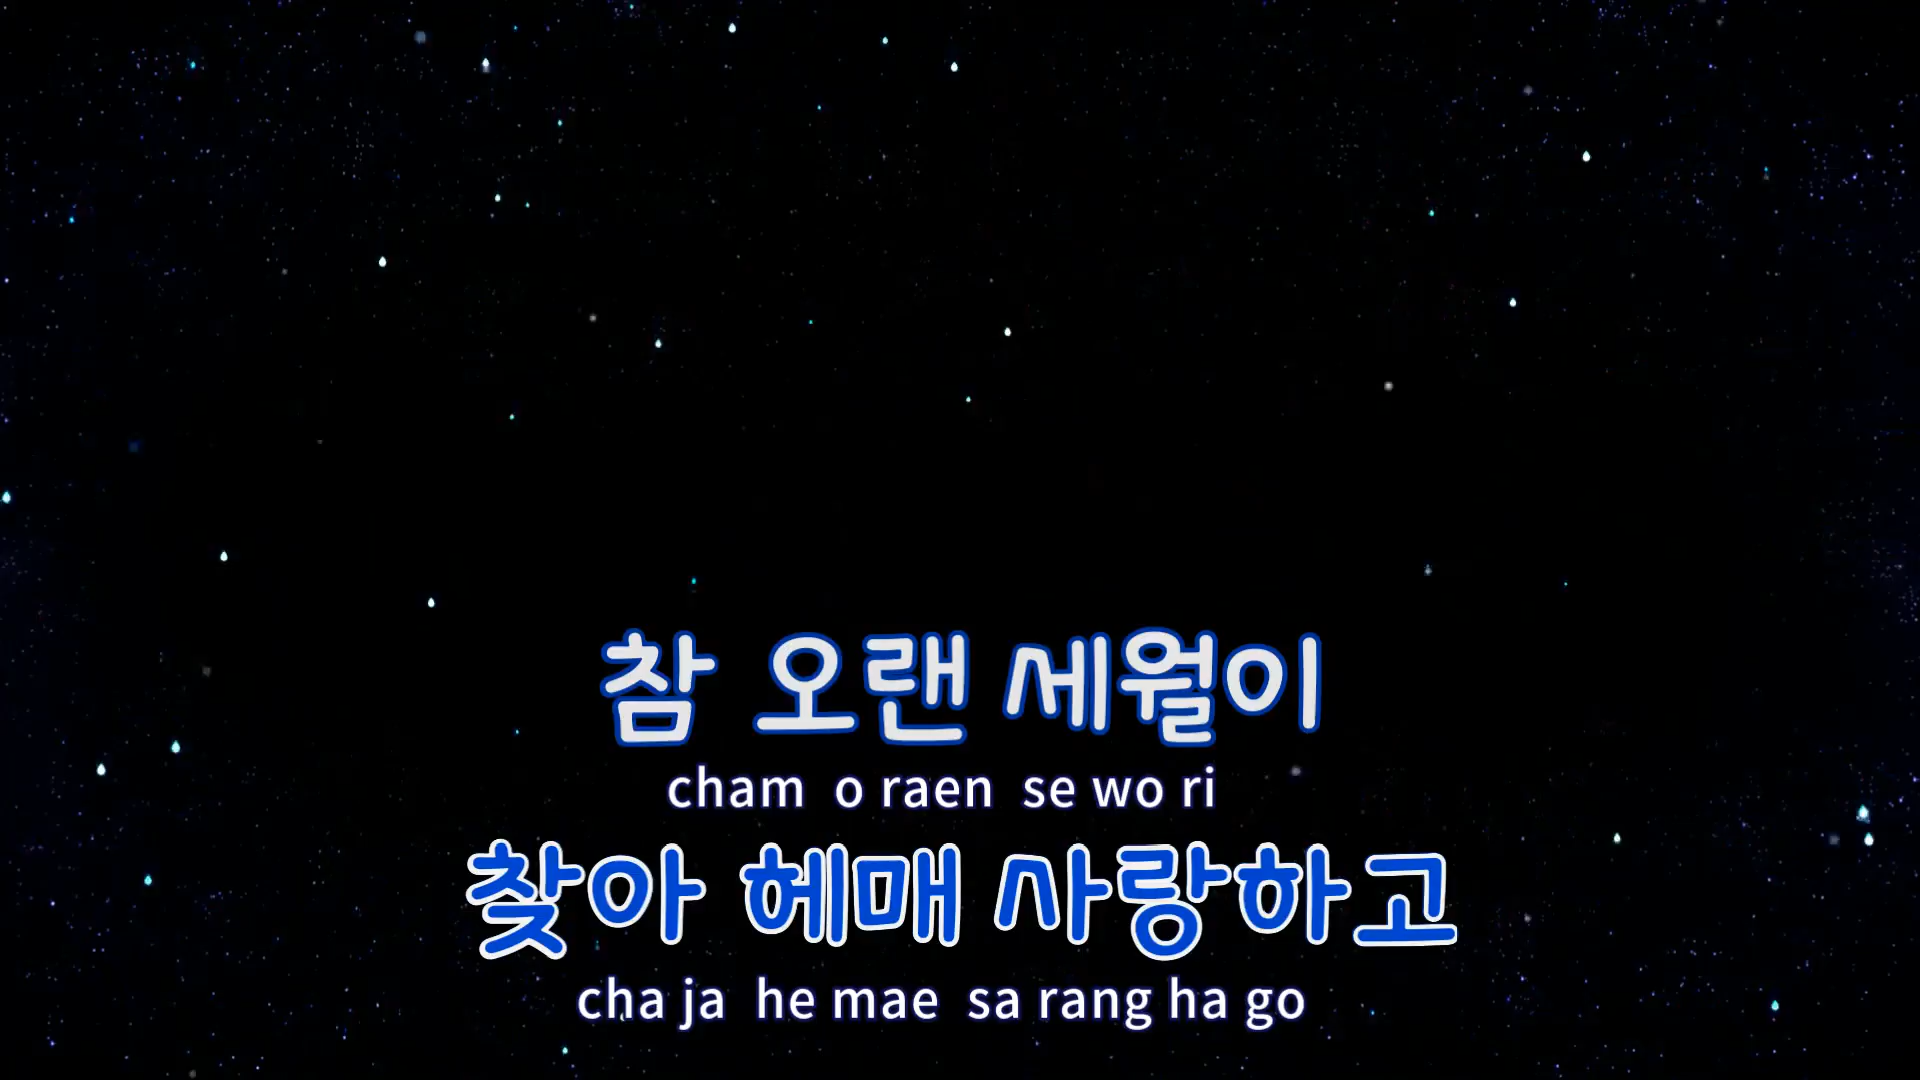 참 오랜 세월이
cham o raen se wo ri
찾아 헤매 사랑하고
cha ja he mae sa rang ha go